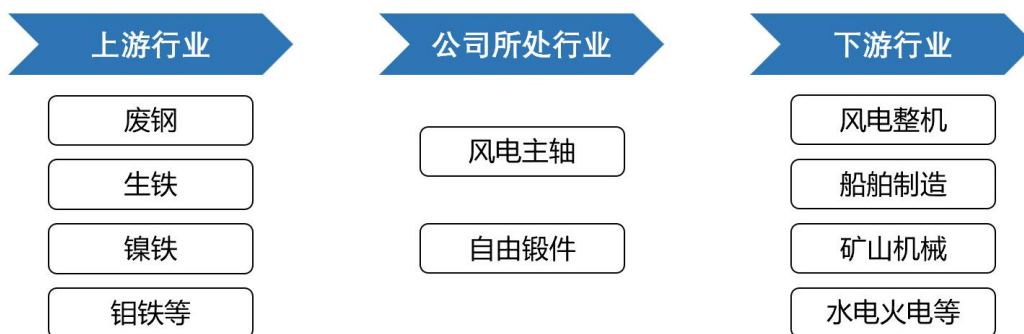 上游行业
公司所处行业
下游行业
废钢
生铁
镍铁
钼铁等
风电主轴
自由锻件
风电整机
船舶制造
矿山机械
水电火电等